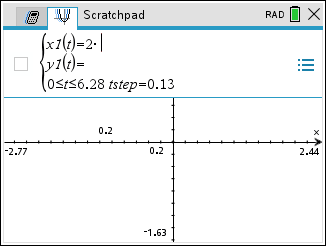 Scratchpad RAD
x1(t)=2·
y1(t)=
0≤t≤6.28 tstep=0.13
0.2
x
-2.77 0.2 2.44
-1.63